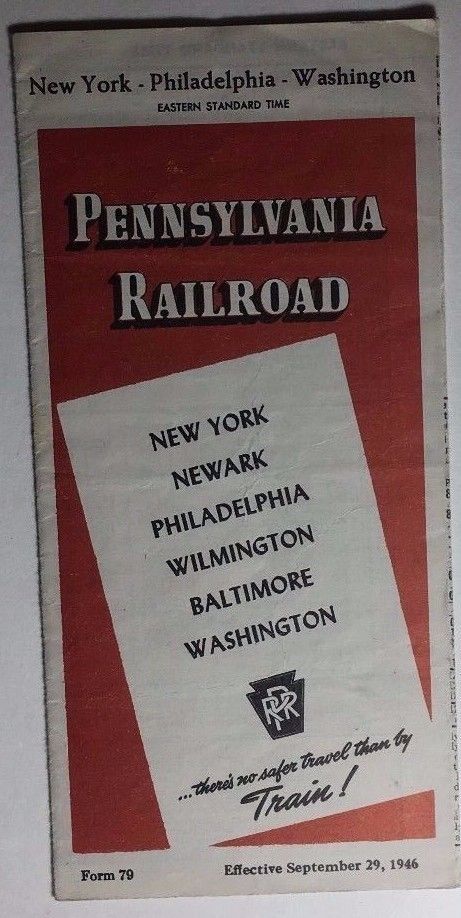 New York - Philadelphia - Washington
EASTERN STANDARD TIME
PENNSYLVANIA
RAILROAD
NEW YORK
NEWARK
PHILADELPHIA
WILMINGTON
BALTIMORE
WASHINGTON
PRR
...there's no safer travel than by
Train!
Form 79
Effective September 29, 1946